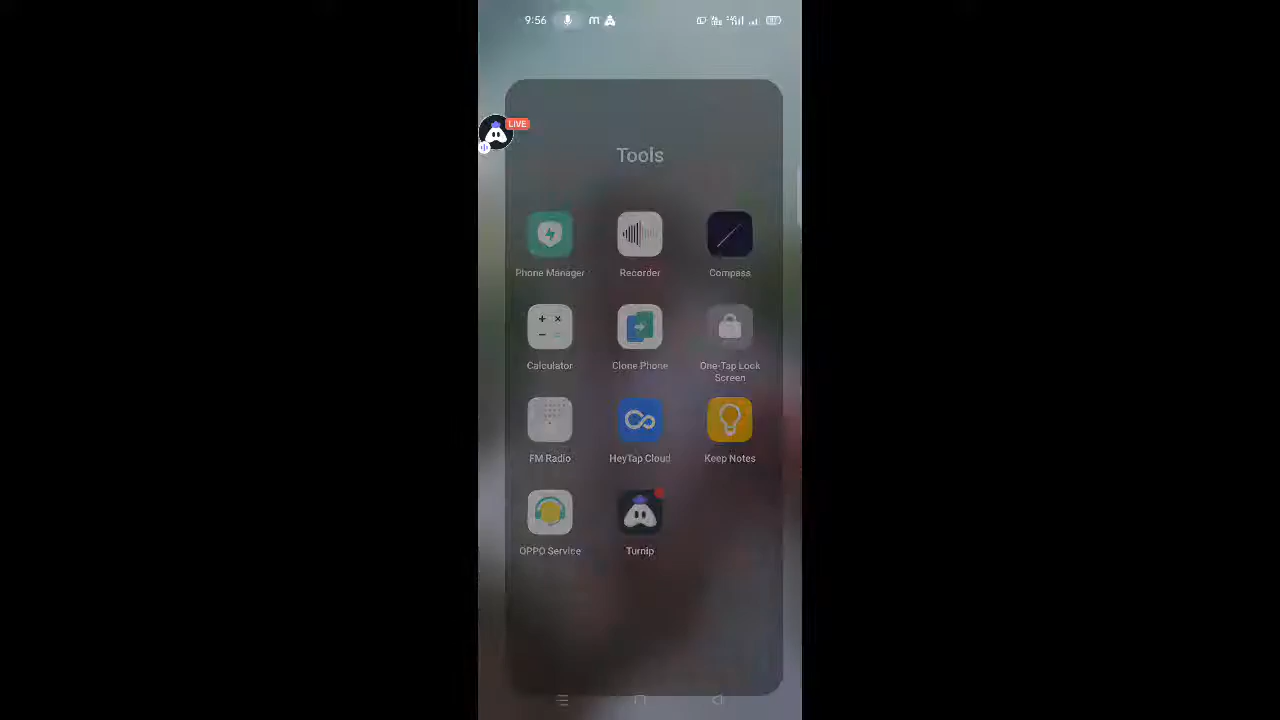 9:56
LIVE
Tools
Phone Manager
Recorder
Compass
Calculator
Clone Phone
One-Tap Lock
Screen
FM Radio
HeyTap Cloud
Keep Notes
OPPO Service
Turnip